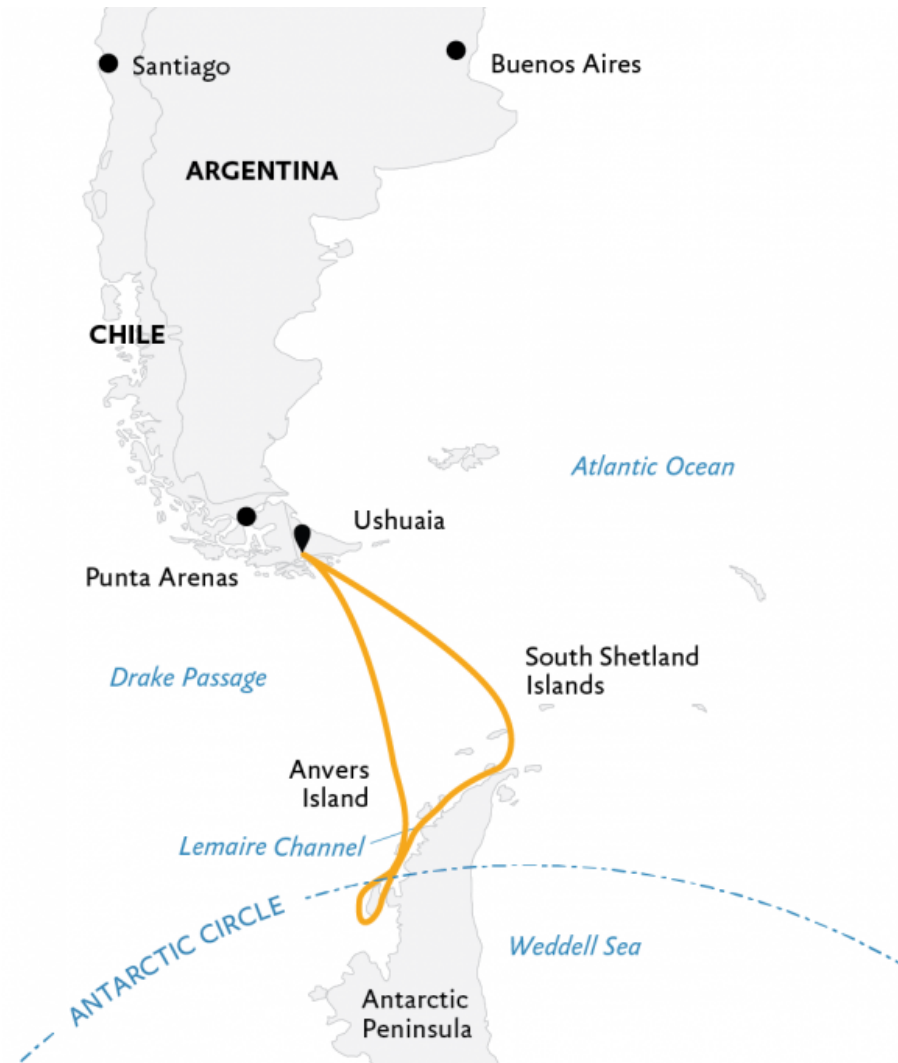 Santiago
Buenos Aires
ARGENTINA
CHILE
Atlantic Ocean
Ushuaia
Punta Arenas
South Shetland
Islands
Drake Passage
Anvers
Island
Lemaire Channel
ANTARCTIC CIRCLE
Weddell Sea
Antarctic
Peninsula